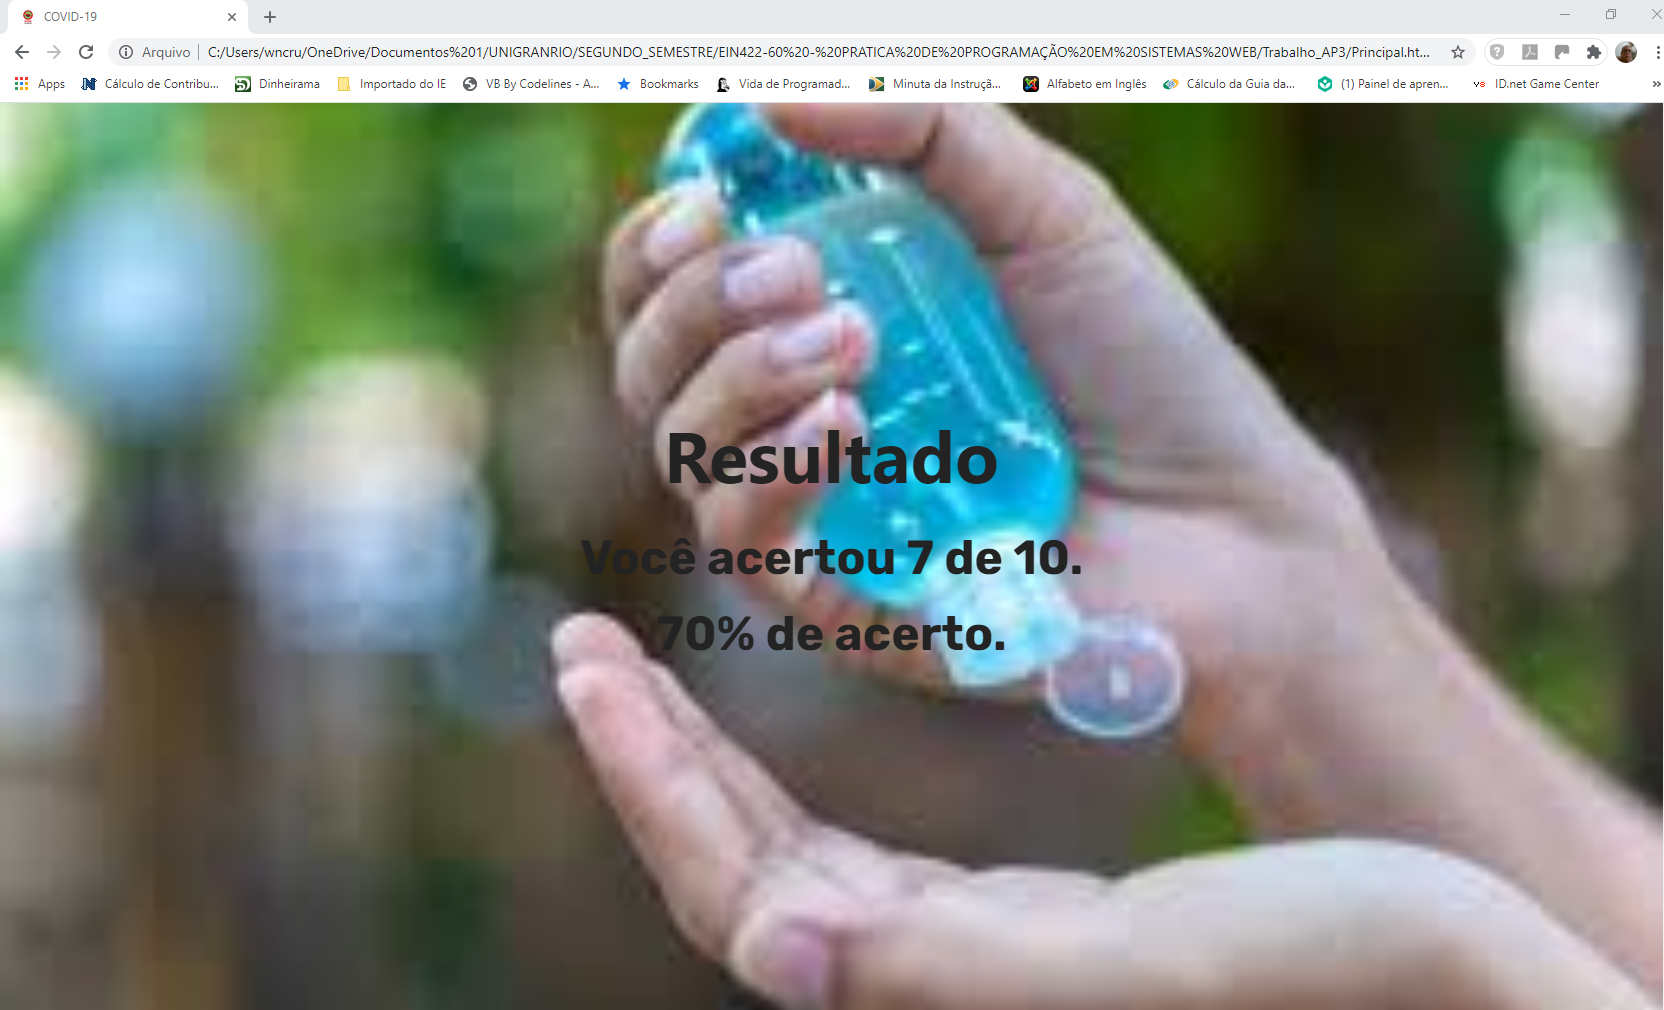 COVID-19
Arquivo C:/Users/wncru/OneDrive/Documentos%201/UNIGRANRIO/SEGUNDO_SEMESTRE/EIN422-60%20-%20PRATICA%20DE%20PROGRAMAÇÃO%20EM%20SISTEMAS%20WEB/Trabalho_AP3/Principal.ht...
Apps Cálculo de Contribu... Dinheirama Importado do IE VB By Codelines - A... Bookmarks Vida de Programad... Minuta da Instruçã... Alfabeto em Inglês Cálculo da Guia da... (1) Painel de apren... ID.net Game Center »
Resultado
Você acertou 7 de 10.
70% de acerto.